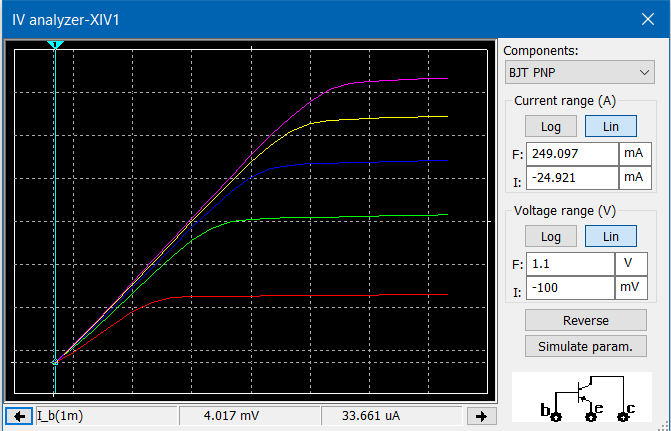 IV analyzer-XIV1
Components:
BJT PNP
Current range (A)
Log Lin
F: 249.097 mA
I: -24.921 mA
Voltage range (V)
Log Lin
F: 1.1 V
I: -100 mV
Reverse
Simulate param.
b e c
I_b(1m) 4.017 mV 33.661 uA